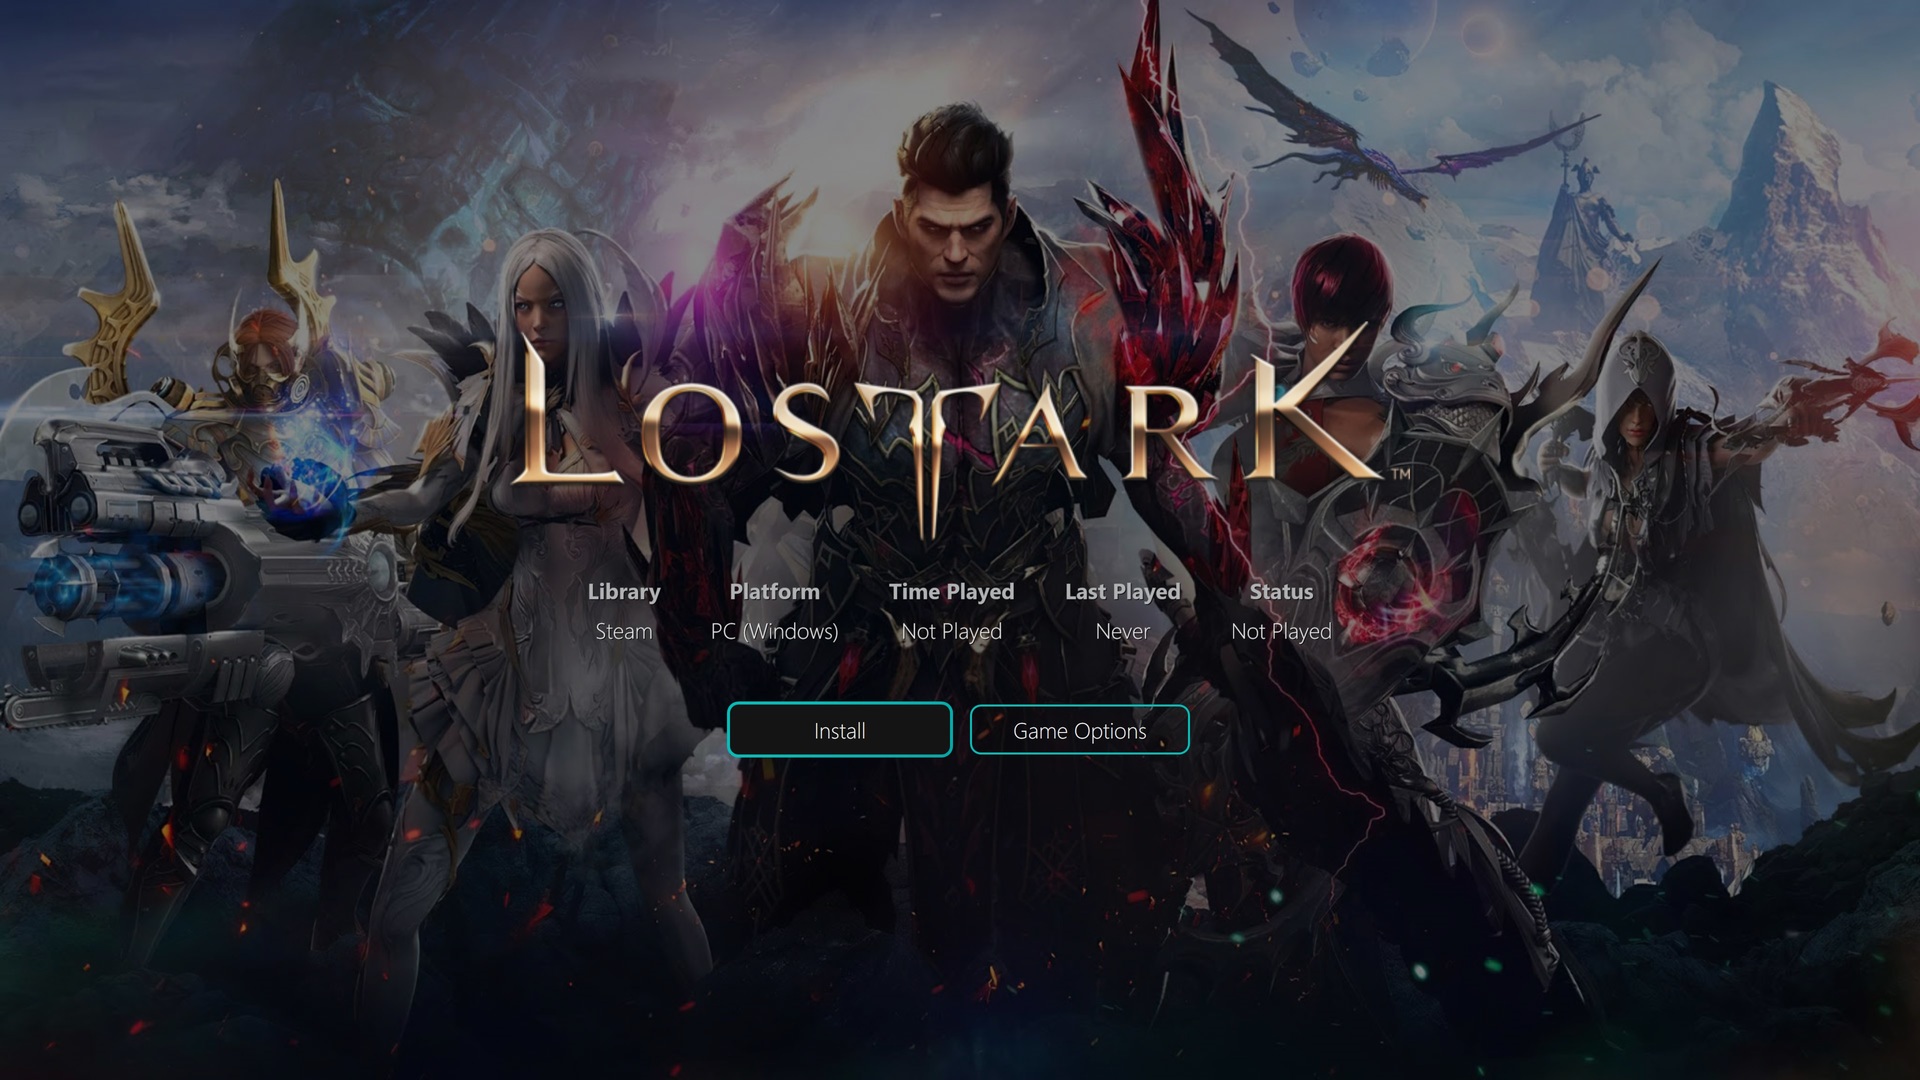 LOST ARK™
Library Platform Time Played Last Played Status
Steam PC (Windows) Not Played Never Not Played
Install Game Options